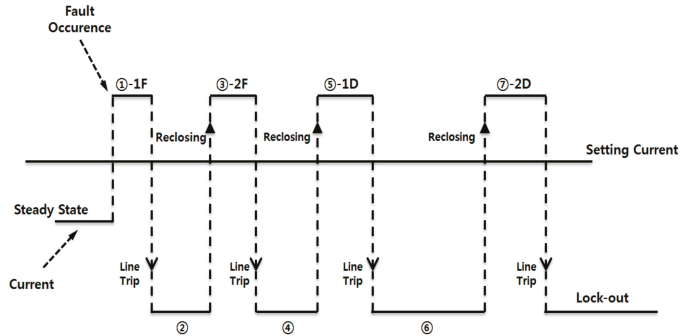 Fault
Occurence
①-1F
③-2F
⑤-1D
⑦-2D
Reclosing
Reclosing
Reclosing
Setting Current
Steady State
Current
Line
Trip
Line
Trip
Line
Trip
Line
Trip
Lock-out
②
④
⑥